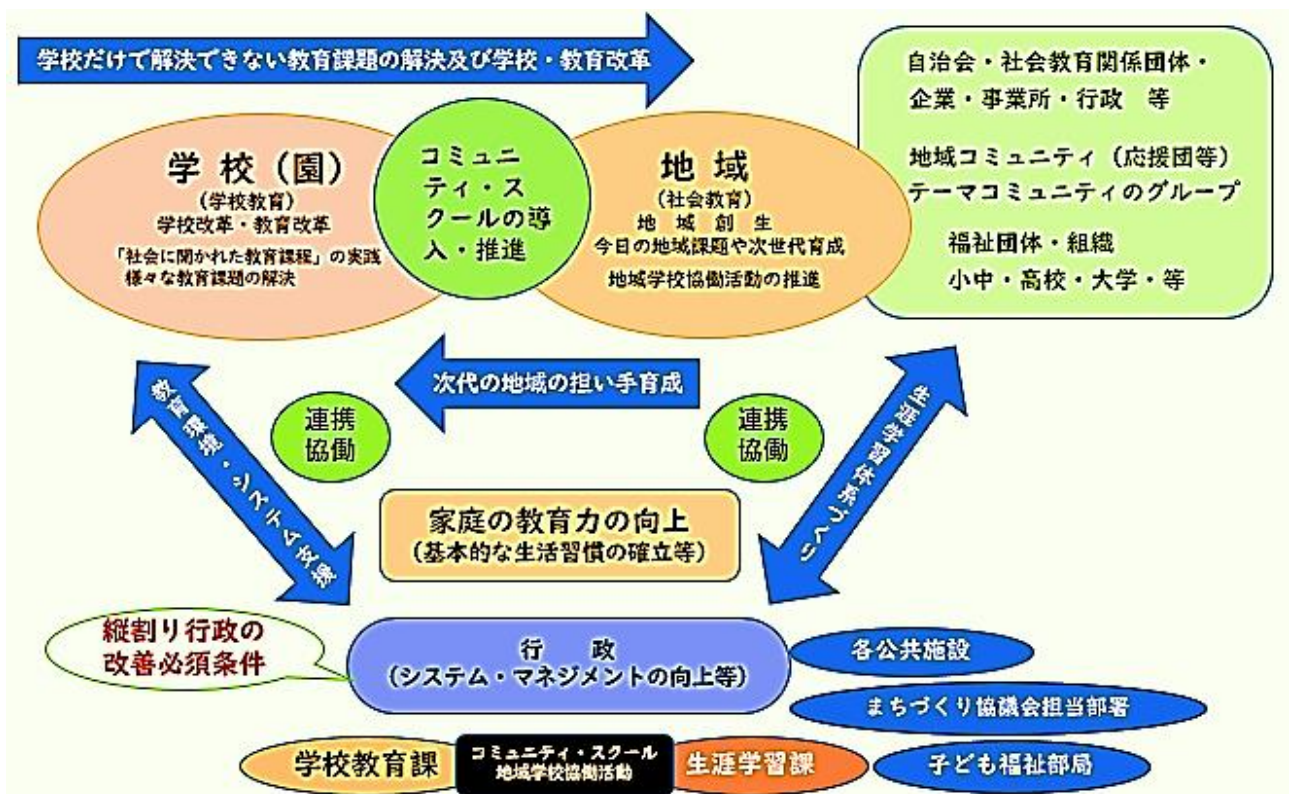 学校だけで解決できない教育課題の解決及び学校・教育改革
学校(園)
(学校教育)
学校改革・教育改革
「社会に開かれた教育課程」の実践
様々な教育課題の解決
コミュニ
ティ・ス
クールの導
入・推進
地域
(社会教育)
地域創生
今日の地域課題や次世代育成
地域学校協働活動の推進
自治会・社会教育関係団体・
企業・事業所・行政 等
地域コミュニティ(応援団等)
テーマコミュニティのグループ
福祉団体・組織
小中・高校・大学・等
次代の地域の担い手育成
教育環境・システム支援
連携
協働
連携
協働
生涯学習体系づくり
家庭の教育力の向上
(基本的な生活習慣の確立等)
縦割り行政の
改善必須条件
行政
(システム・マネジメントの向上等)
各公共施設
まちづくり協議会担当部署
子ども福祉部局
学校教育課
コミュニティ・スクール
地域学校協働活動
生涯学習課